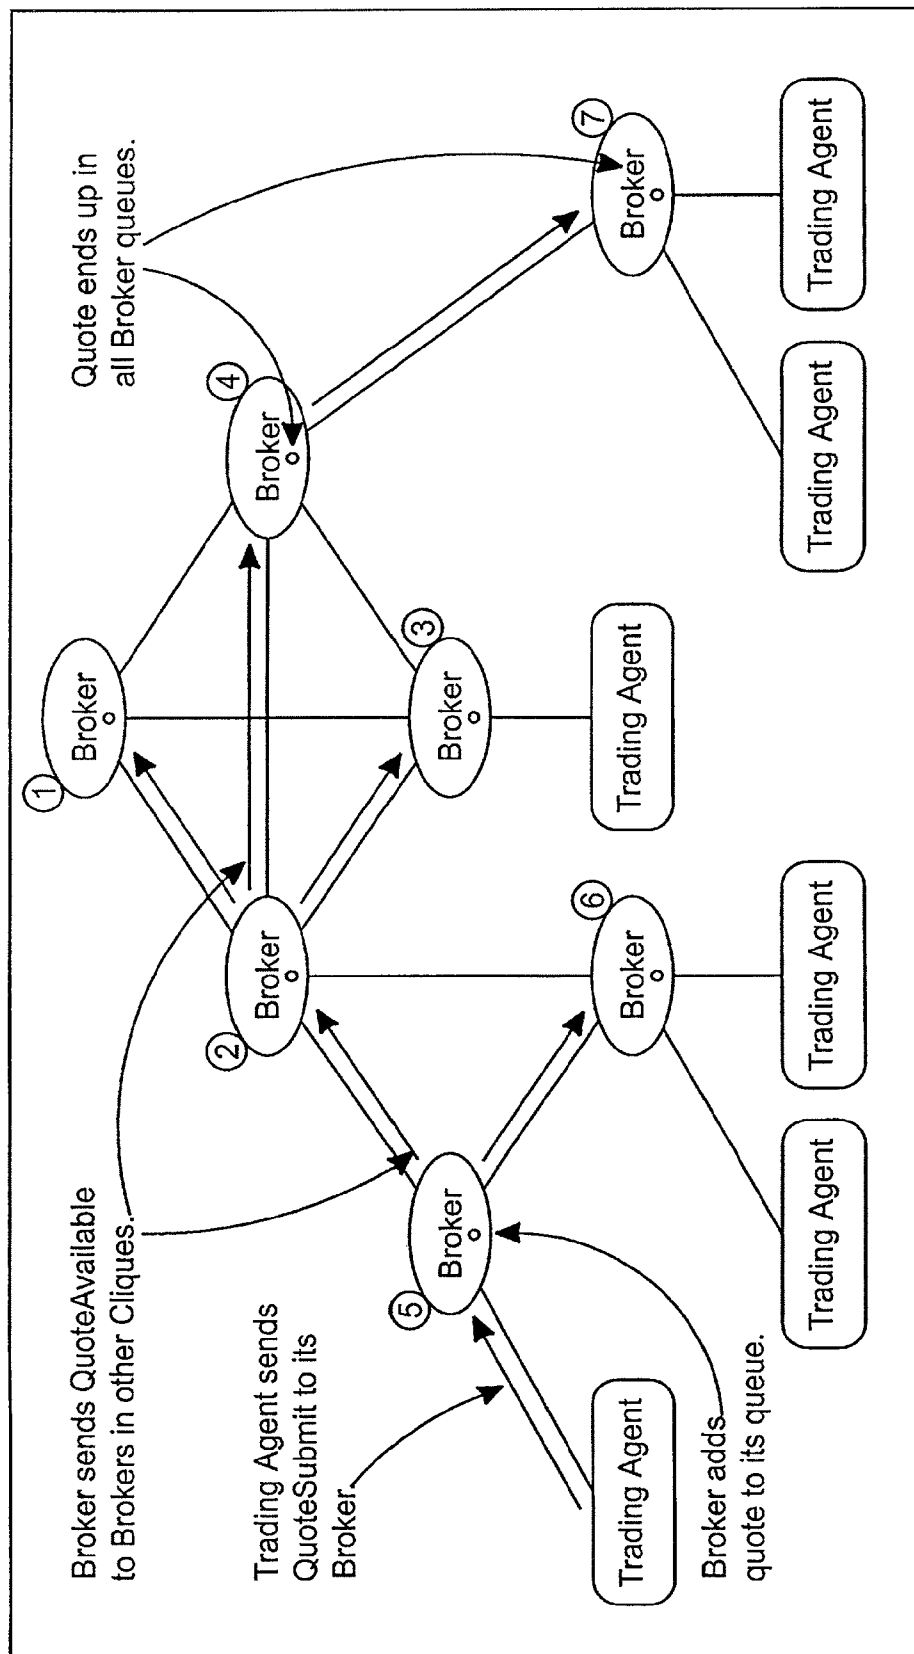 Broker sends QuoteAvailable
to Brokers in other Cliques.
Quote ends up in
all Broker queues.
1
Broker
2
Broker
4
Broker
Trading Agent sends
QuoteSubmit to its
Broker.
5
Broker
3
Broker
6
Broker
7
Broker
Trading Agent
Trading Agent
Broker adds
quote to its queue.
Trading Agent
Trading Agent
Trading Agent
Trading Agent